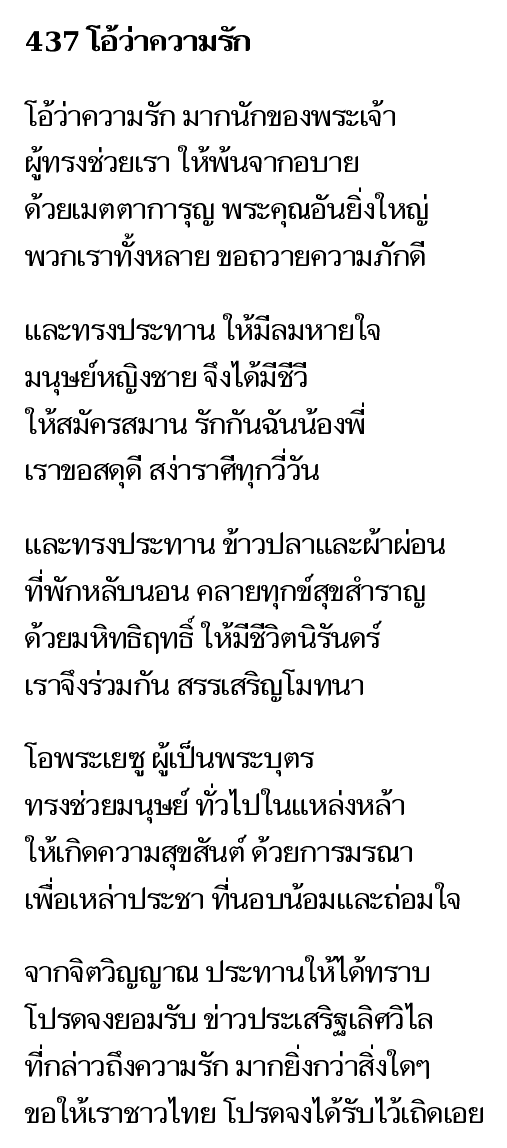 437 โอ้ว่าความรัก
โอ้ว่าความรัก มากนักของพระเจ้า
ผู้ทรงช่วยเรา ให้พ้นจากอบาย
ด้วยเมตตาการุญ พระคุณอันยิ่งใหญ่
พวกเราทั้งหลาย ขอถวายความภักดี
และทรงประทาน ให้มีลมหายใจ
มนุษย์หญิงชาย จึงได้มีชีวี
ให้สมัครสมาน รักกันฉันน้องพี่
เราขอสดุดี สง่าราศีทุกวี่วัน
และทรงประทาน ข้าวปลาและผ้าผ่อน
ที่พักหลับนอน คลายทุกข์สุขสำราญ
ด้วยมหิทธิฤทธิ์ ให้มีชีวิตนิรันดร์
เราจึงร่วมกัน สรรเสริญโมทนา
โอพระเยซู ผู้เป็นพระบุตร
ทรงช่วยมนุษย์ ทั่วไปในแหล่งหล้า
ให้เกิดความสุขสันต์ ด้วยการมรณา
เพื่อเหล่าประชา ที่นอบน้อมและถ่อมใจ
จากจิตวิญญาณ ประทานให้ได้ทราบ
โปรดจงยอมรับ ข่าวประเสริฐเลิศวิไล
ที่กล่าวถึงความรัก มากยิ่งกว่าสิ่งใดๆ
ขอให้เราชาวไทย โปรดจงได้รับไว้เถิดเอย